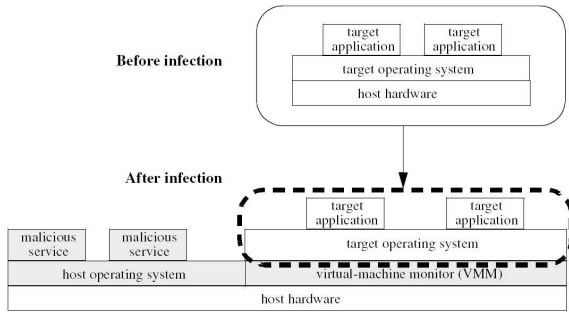 target application
target application
Before infection
target operating system
host hardware
After infection
target application
target application
malicious service
malicious service
target operating system
host operating system
virtual-machine monitor (VMM)
host hardware